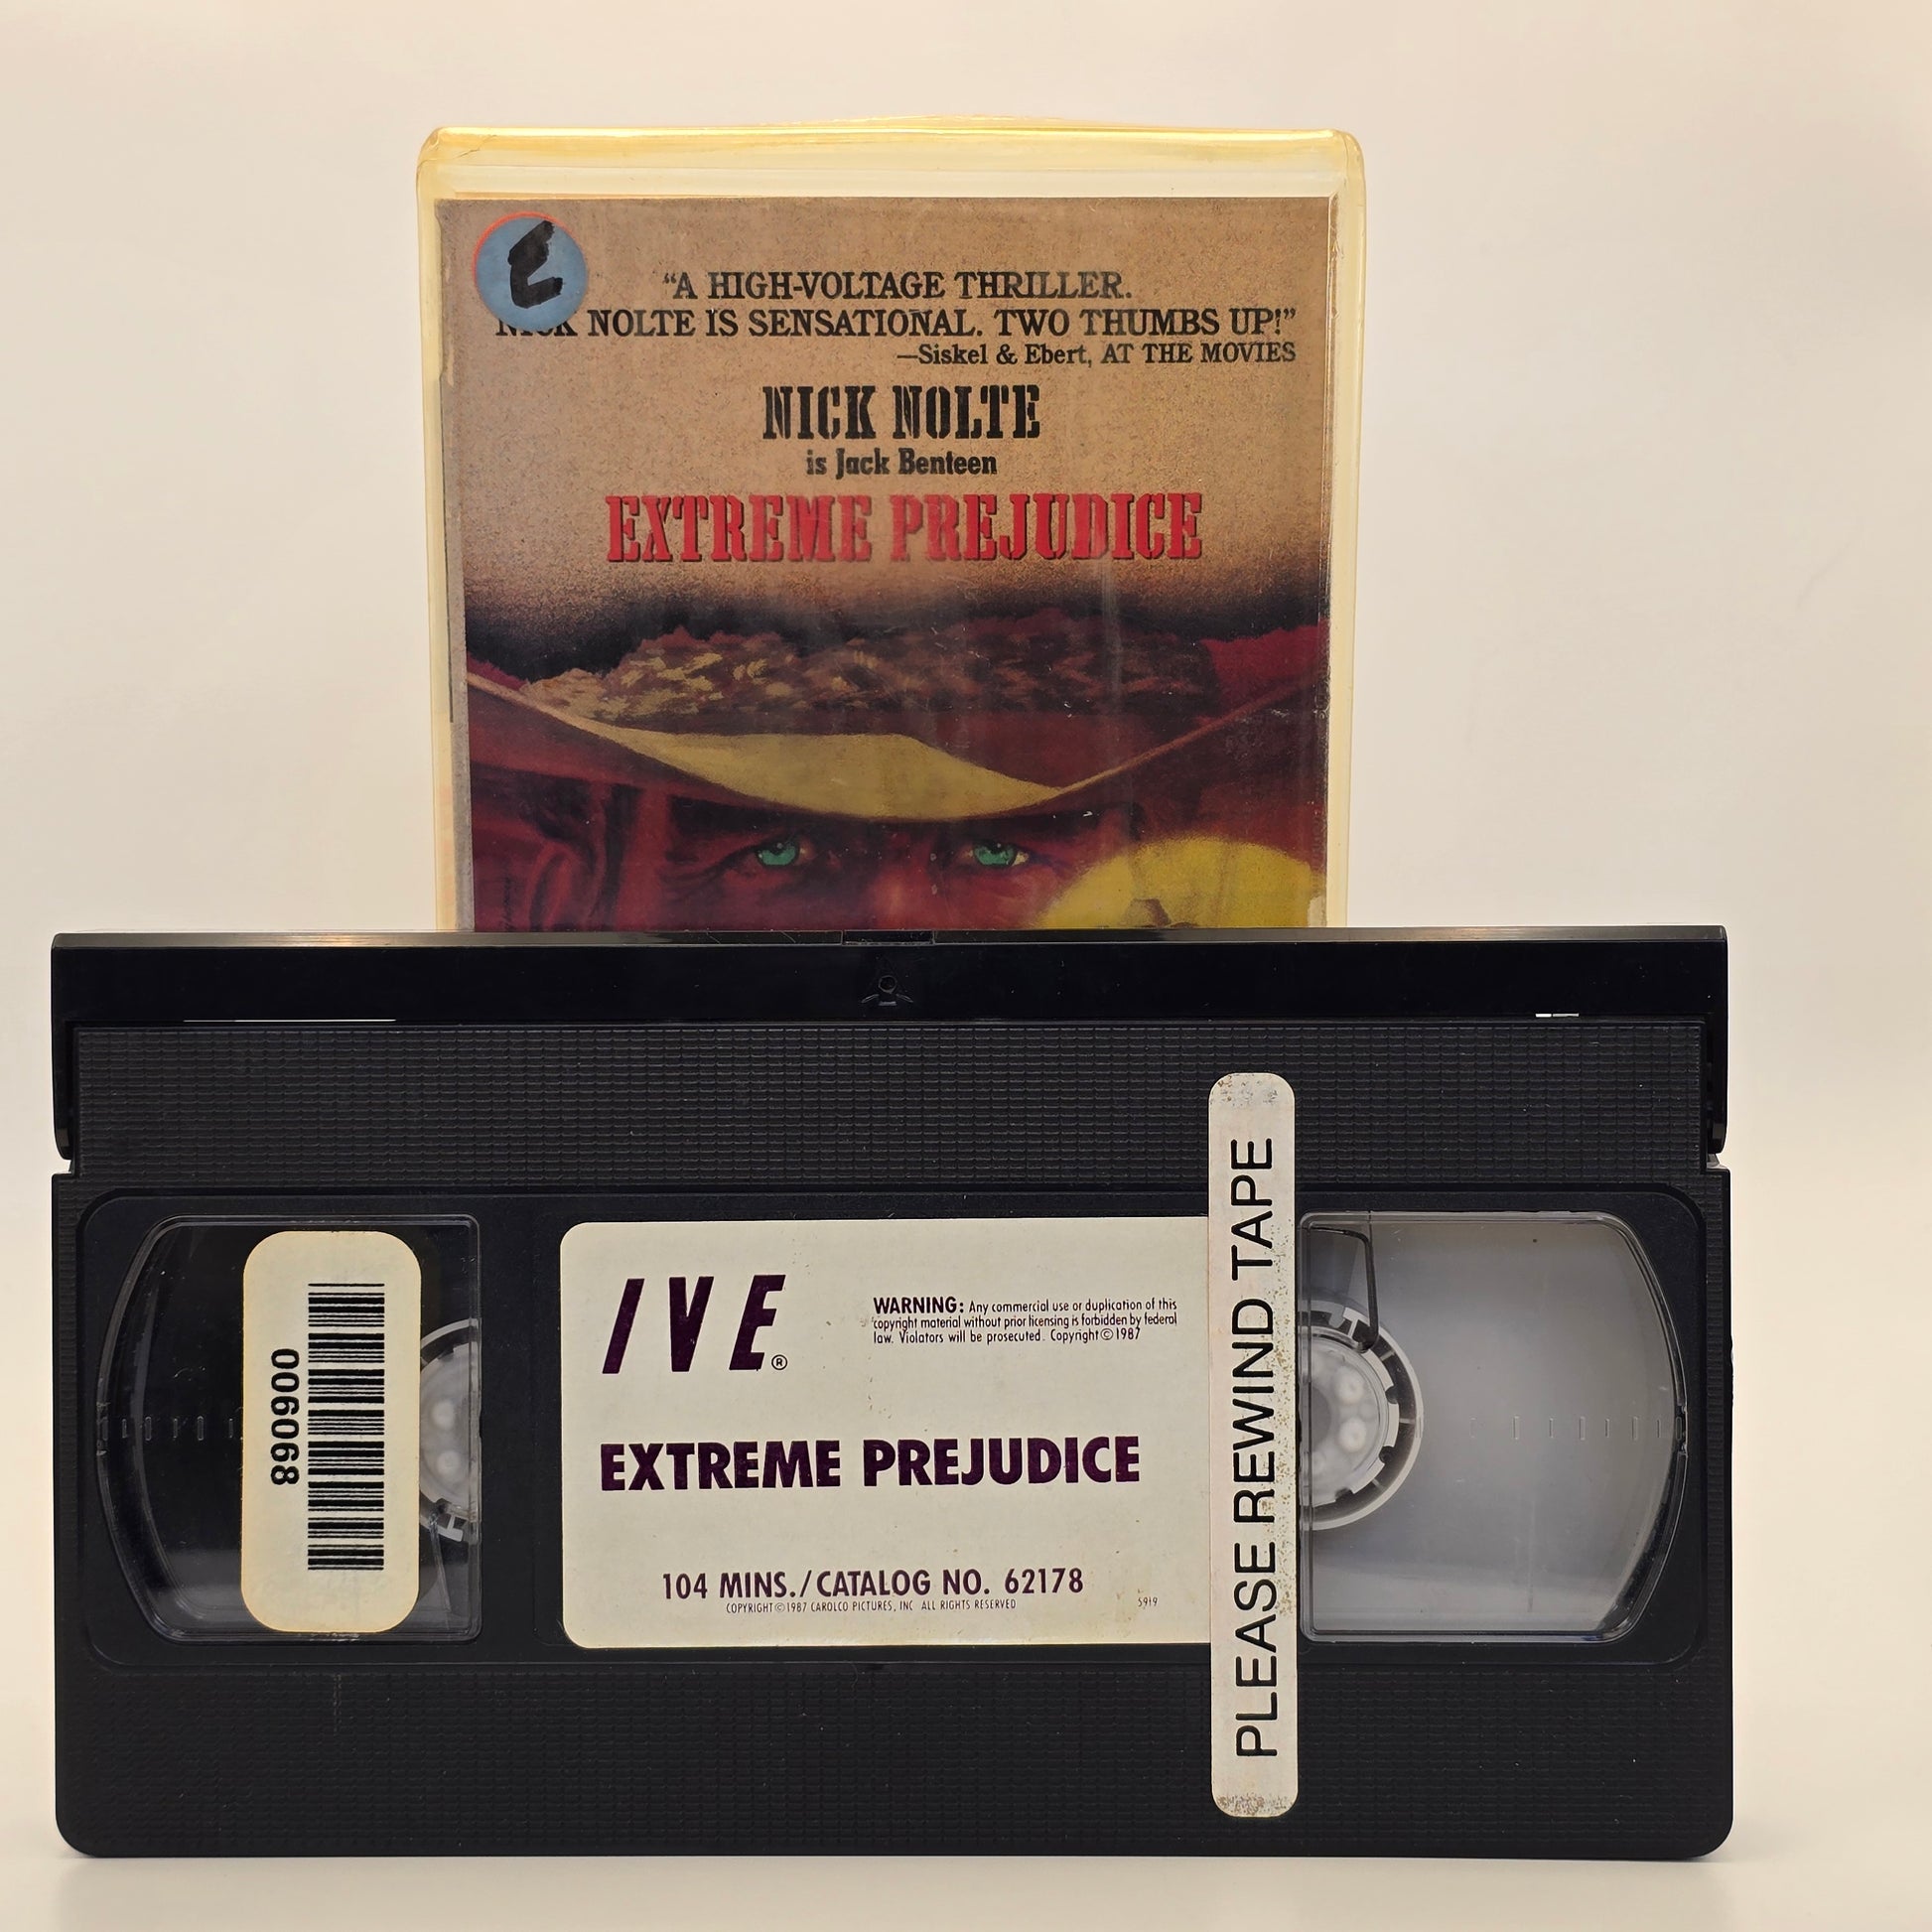 E
“A HIGH-VOLTAGE THRILLER.
NICK NOLTE IS SENSATIONAL. TWO THUMBS UP!”
—Siskel & Ebert, AT THE MOVIES
NICK NOLTE
is Jack Benteen
EXTREME PREJUDICE
006068
IVE®
WARNING: Any commercial use or duplication of this
copyright material without prior licensing is forbidden by federal
law. Violators will be prosecuted. Copyright © 1987
EXTREME PREJUDICE
104 MINS./CATALOG NO. 62178
COPYRIGHT © 1987 CAROLCO PICTURES, INC ALL RIGHTS RESERVED
5919
PLEASE REWIND TAPE